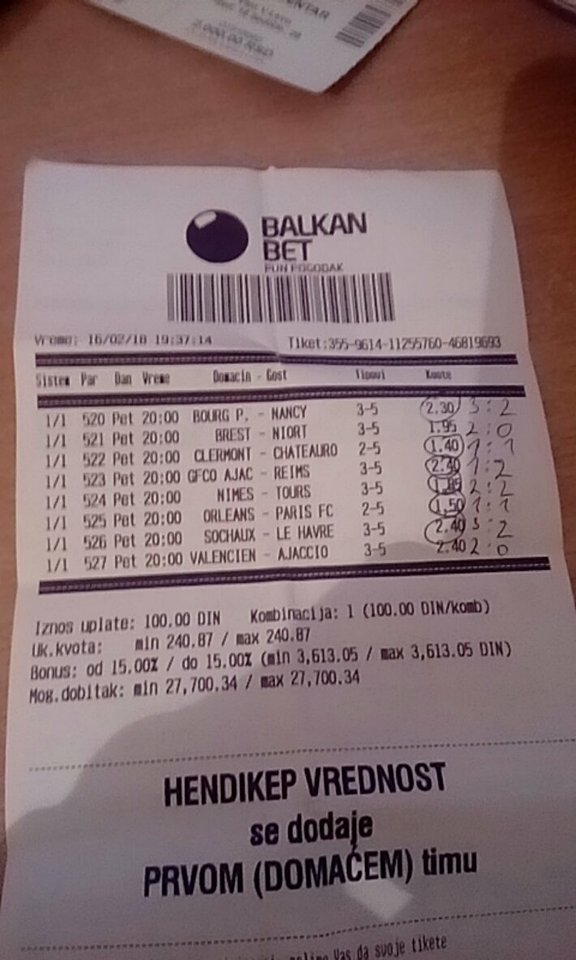 2,000.00 RSD
BALKAN
BET
PUN POGODAK
Vreme: 16/02/18 19:37:14 Tiket:355-9614-11255760-46819693
Sistem Par Dan Vreme Domacin - Gost Tipovi Kvote
1/1 520 Pet 20:00 BOURG P. - NANCY 3-5 2.30 3:2
1/1 521 Pet 20:00 BREST - NIORT 3-5 1.95 2:0
1/1 522 Pet 20:00 CLERMONT - CHATEAURO 2-5 1.40 1:1
1/1 523 Pet 20:00 GFCO AJAC - REIMS 3-5 2.40 1:2
1/1 524 Pet 20:00 NIMES - TOURS 3-5 2:2
1/1 525 Pet 20:00 ORLEANS - PARIS FC 2-5 1.50 1:1
1/1 526 Pet 20:00 SOCHAUX - LE HAVRE 3-5 2.40 3:2
1/1 527 Pet 20:00 VALENCIEN - AJACCIO 3-5 2.40 2:0
Iznos uplate: 100.00 DIN Kombinacija: 1 (100.00 DIN/komb)
Uk.kvota: min 240.87 / max 240.87
Bonus: od 15.00% / do 15.00% (min 3,613.05 / max 3,613.05 DIN)
Mog.dobitak: min 27,700.34 / max 27,700.34
HENDIKEP VREDNOST
se dodaje
PRVOM (DOMAĆEM) timu
Vas da svoje tikete